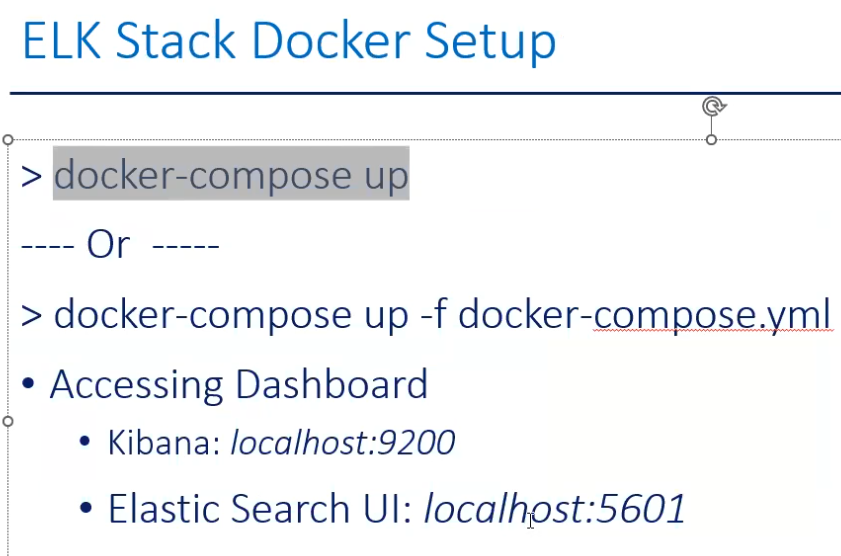 ELK Stack Docker Setup
> docker-compose up
---- Or -----
> docker-compose up -f docker-compose.yml
• Accessing Dashboard
• Kibana: localhost:9200
• Elastic Search UI: localhost:5601